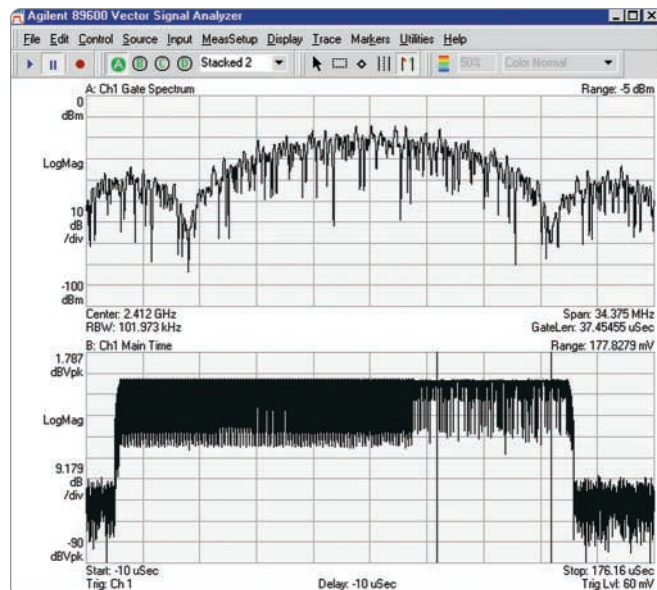 Agilent 89600 Vector Signal Analyzer
File Edit Control Source Input MeasSetup Display Trace Markers Utilities Help
A B C D Stacked 2 50% Color Normal
A: Ch1 Gate Spectrum Range: -5 dBm
0
dBm
LogMag
10
dB
/div
-100
dBm
Center: 2.412 GHz Span: 34.375 MHz
RBW: 101.973 kHz GateLen: 37.45455 uSec
B: Ch1 Main Time Range: 177.8279 mV
1.787
dBVpk
LogMag
9.179
dB
/div
-90
dBVpk
Start: -10 uSec Stop: 176.16 uSec
Trig: Ch 1 Delay: -10 uSec Trig Lvl: 60 mV